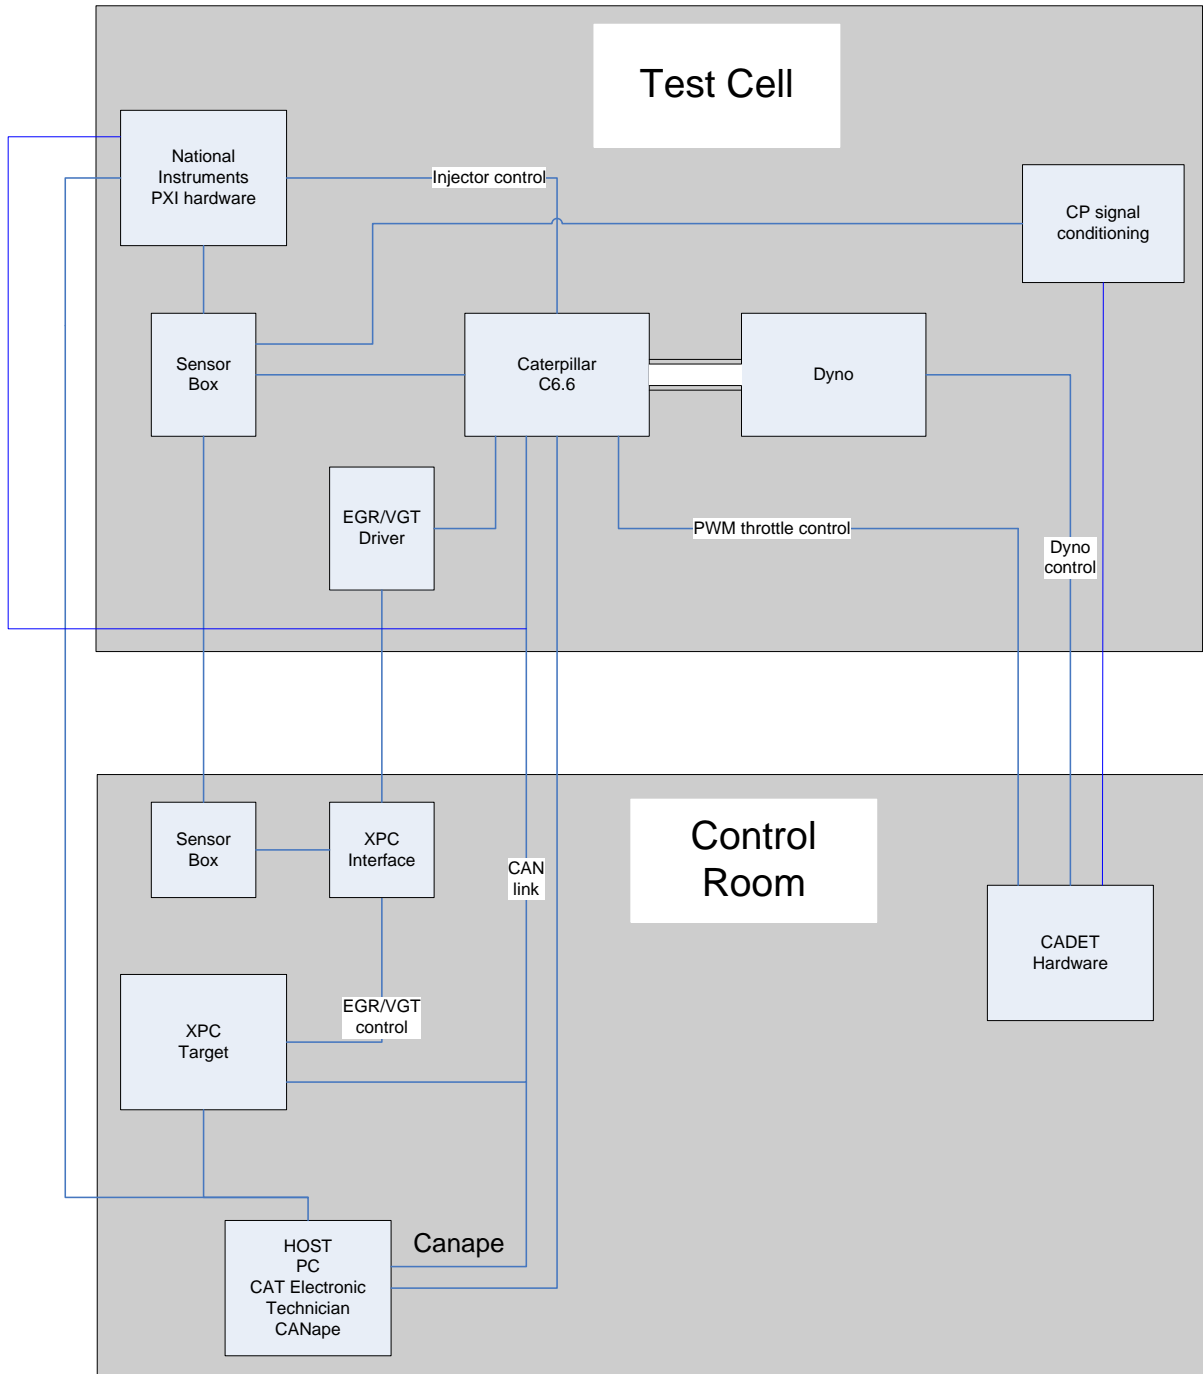 Test Cell
National
Instruments
PXI hardware
Injector control
CP signal
conditioning
Sensor
Box
Caterpillar
C6.6
Dyno
EGR/VGT
Driver
PWM throttle control
Dyno
control
Control
Room
Sensor
Box
XPC
Interface
CAN
link
CADET
Hardware
XPC
Target
EGR/VGT
control
Canape
HOST
PC
CAT Electronic
Technician
CANape